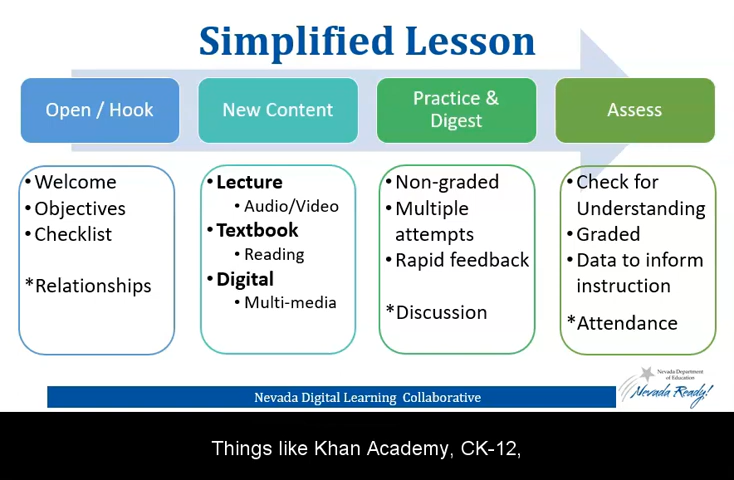 Simplified Lesson
Open / Hook
New Content
Practice &
Digest
Assess
• Welcome
• Objectives
• Checklist
*Relationships
• Lecture
• Audio/Video
• Textbook
• Reading
• Digital
• Multi-media
• Non-graded
• Multiple
attempts
• Rapid feedback
*Discussion
• Check for
Understanding
• Graded
• Data to inform
instruction
*Attendance
Nevada Digital Learning Collaborative
Nevada Department
of Education
Nevada Ready!
Things like Khan Academy, CK-12,